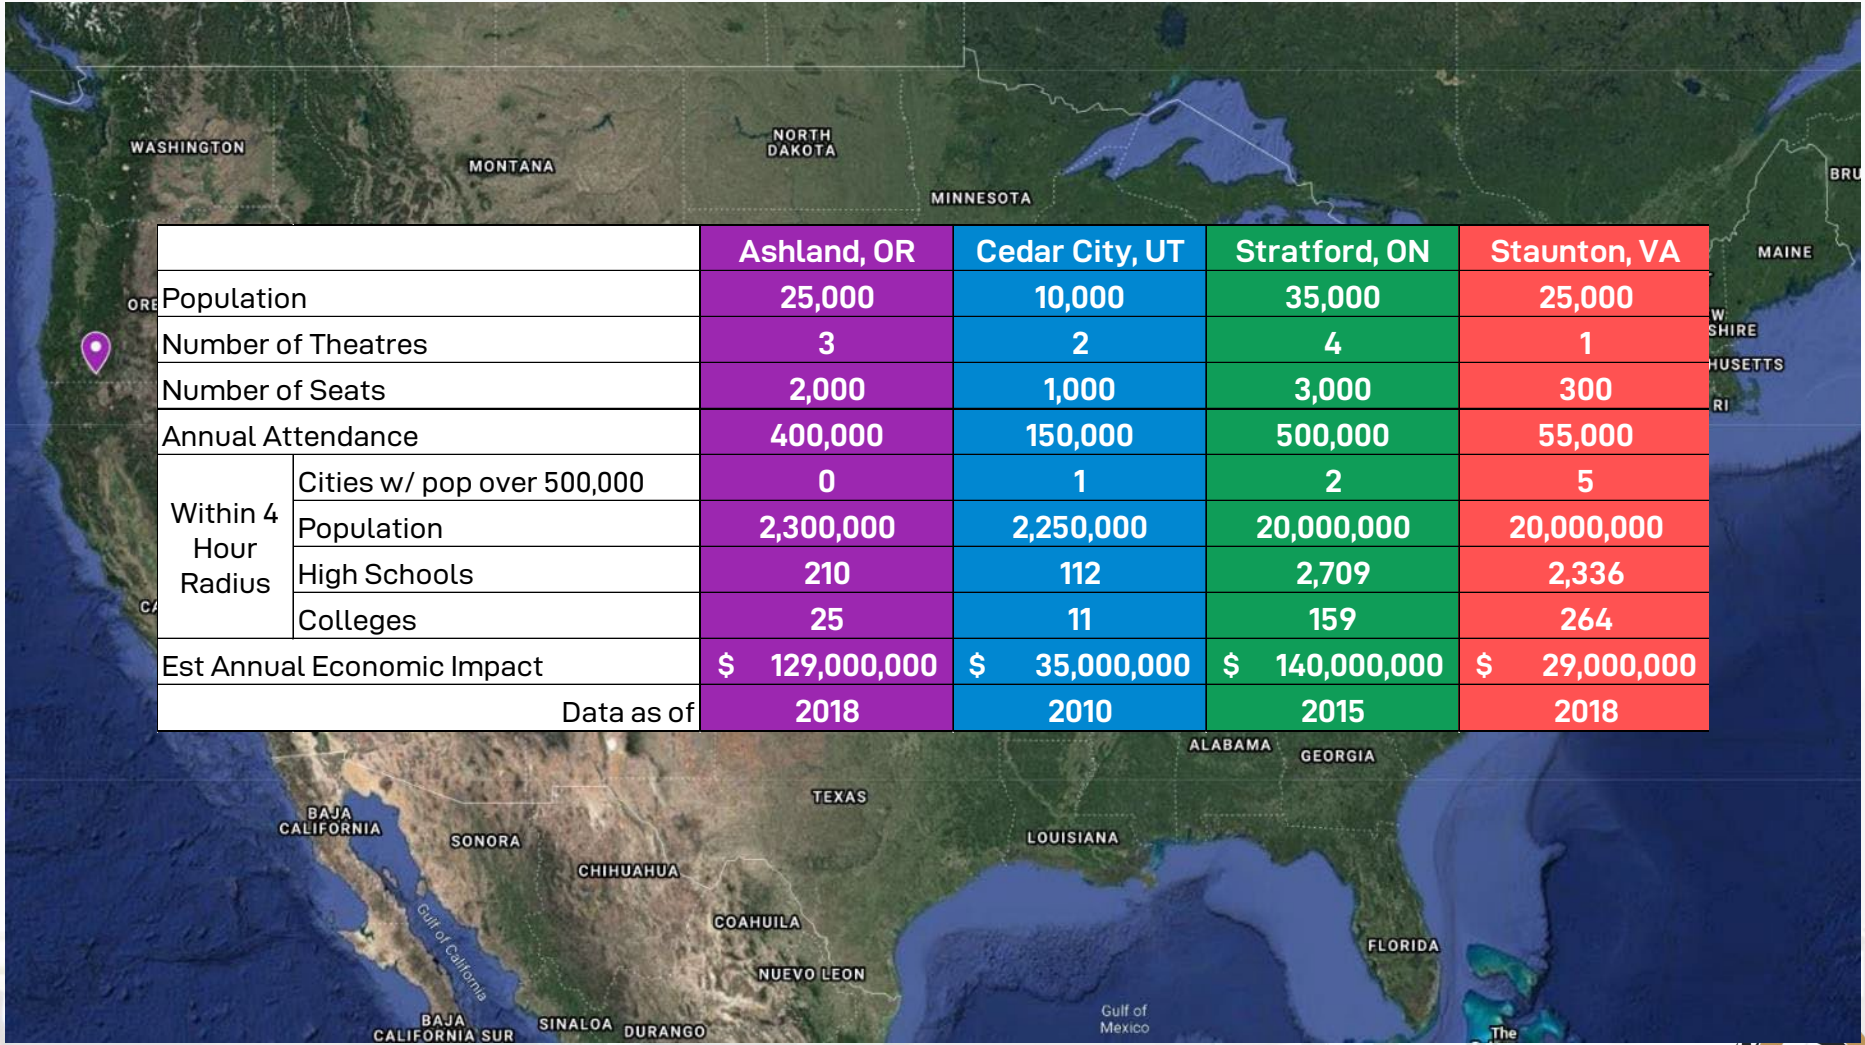 WASHINGTON
MONTANA
NORTH
DAKOTA
MINNESOTA
BRU
MAINE
Ashland, OR Cedar City, UT Stratford, ON Staunton, VA
ORE
Population 25,000 10,000 35,000 25,000
W
SHIRE
Number of Theatres 3 2 4 1
HUSETTS
Number of Seats 2,000 1,000 3,000 300
RI
Annual Attendance 400,000 150,000 500,000 55,000
Within 4
Hour
Radius
Cities w/ pop over 500,000 0 1 2 5
Population 2,300,000 2,250,000 20,000,000 20,000,000
High Schools 210 112 2,709 2,336
CA
Colleges 25 11 159 264
Est Annual Economic Impact $ 129,000,000 $ 35,000,000 $ 140,000,000 $ 29,000,000
Data as of 2018 2010 2015 2018
ALABAMA
GEORGIA
TEXAS
BAJA
CALIFORNIA
SONORA
LOUISIANA
CHIHUAHUA
Gulf of California
COAHUILA
FLORIDA
NUEVO LEON
Gulf of
Mexico
BAJA
CALIFORNIA SUR
SINALOA
DURANGO
The